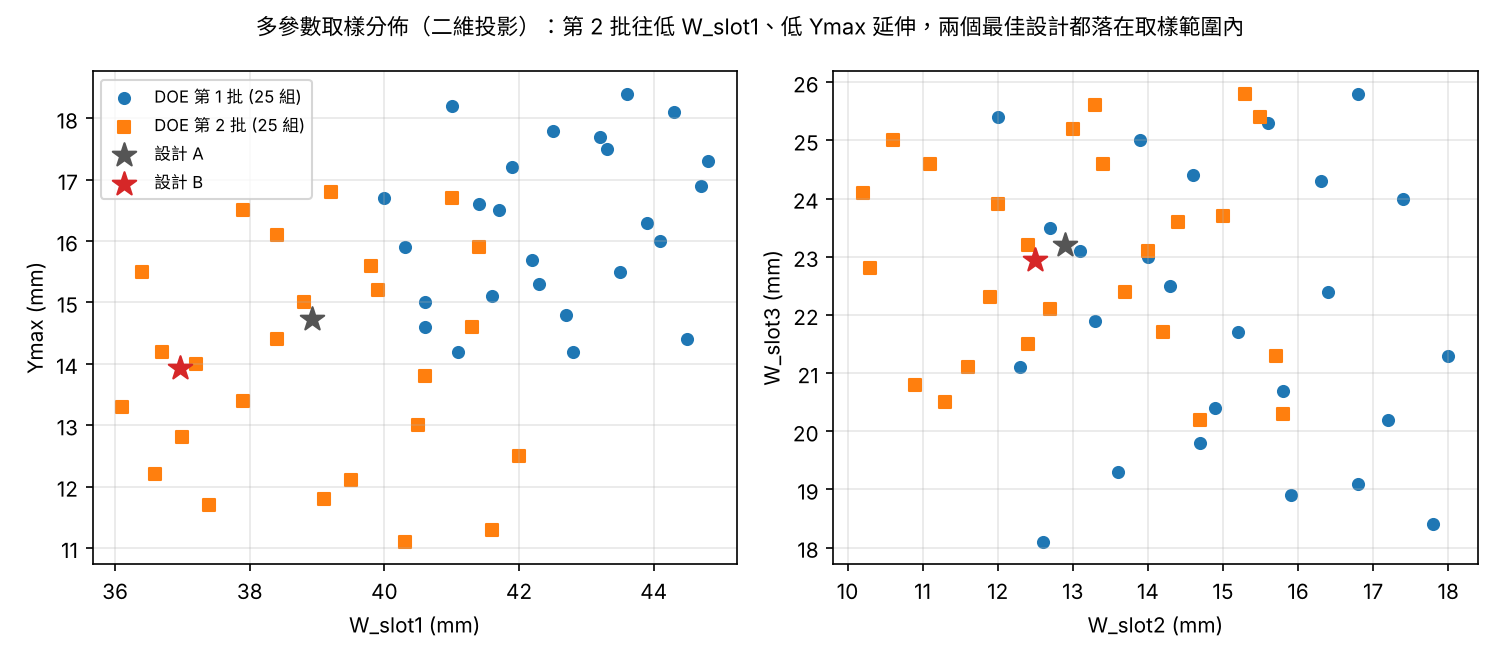 多參數取樣分佈（二維投影）：第 2 批往低 W_slot1、低 Ymax 延伸，兩個最佳設計都落在取樣範圍內
DOE 第 1 批 (25 組)
DOE 第 2 批 (25 組)
設計 A
設計 B
18
17
16
15
14
13
12
11
Ymax (mm)
36 38 40 42 44
W_slot1 (mm)
26
25
24
23
22
21
20
19
18
W_slot3 (mm)
10 11 12 13 14 15 16 17 18
W_slot2 (mm)